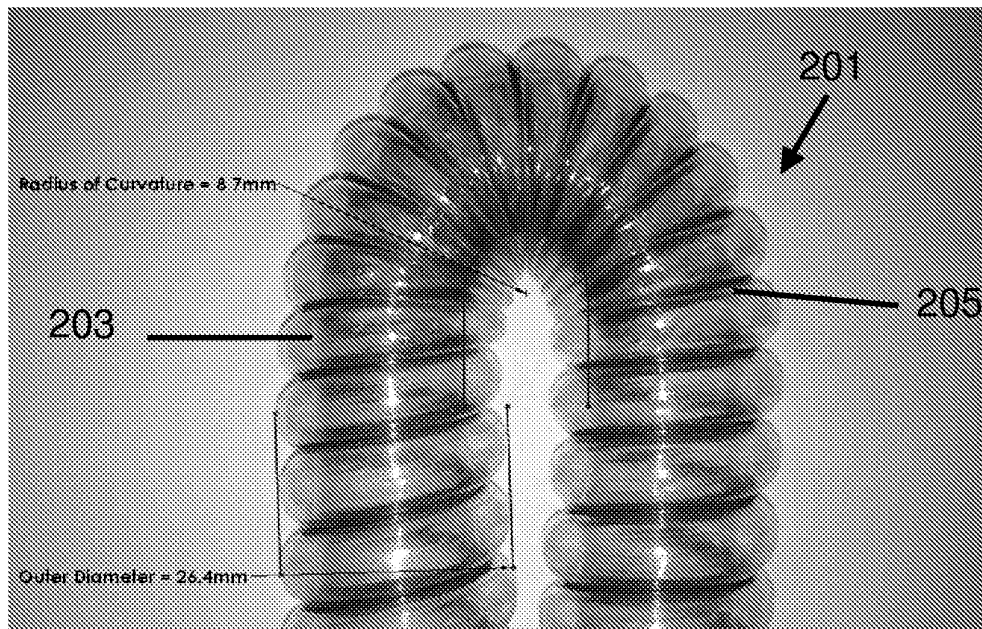 201
Radius of Curvature = 8.7mm
203
205
Outer Diameter = 26.4mm